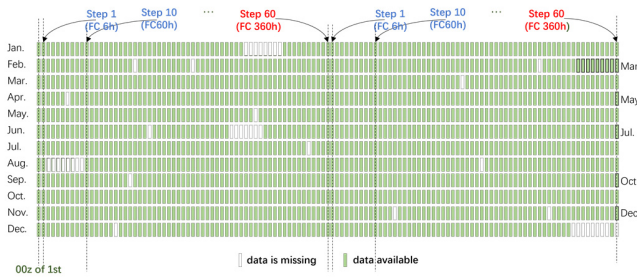 Step 1 Step 10 ... Step 60 Step 1 Step 10 ... Step 60
(FC 6h) (FC60h) (FC 360h) (FC 6h) (FC60h) (FC 360h)
Jan.
Feb. Mar
Mar.
Apr. May
May.
Jun. Jul.
Jul.
Aug.
Sep. Oct
Oct.
Nov. Dec
Dec.
data is missing data available
00z of 1st